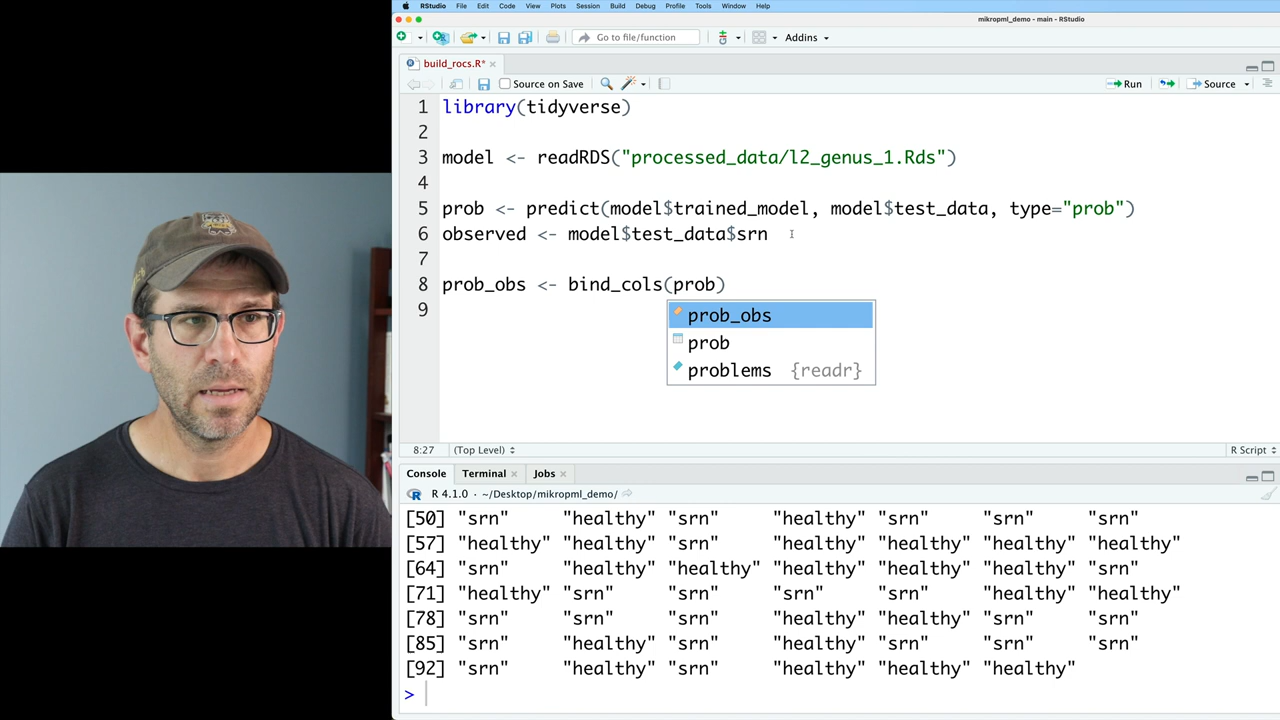 RStudio File Edit Code View Plots Session Build Debug Profile Tools Window Help
mikropml_demo - main - RStudio
Go to file/function Addins
build_rocs.R*
Source on Save Run Source
1 library(tidyverse)
2
3 model <- readRDS("processed_data/l2_genus_1.Rds")
4
5 prob <- predict(model$trained_model, model$test_data, type="prob")
6 observed <- model$test_data$srn
7
8 prob_obs <- bind_cols(prob)
9
prob_obs
prob
problems {readr}
8:27 (Top Level) R Script
Console Terminal Jobs
R 4.1.0 · ~/Desktop/mikropml_demo/
[50] "srn" "healthy" "srn" "healthy" "srn" "srn" "srn"
[57] "healthy" "healthy" "srn" "healthy" "healthy" "healthy" "healthy"
[64] "srn" "healthy" "healthy" "healthy" "healthy" "healthy" "srn"
[71] "healthy" "srn" "srn" "srn" "srn" "healthy" "healthy"
[78] "srn" "srn" "srn" "healthy" "healthy" "srn" "srn"
[85] "srn" "healthy" "srn" "healthy" "srn" "srn" "srn"
[92] "srn" "healthy" "srn" "healthy" "healthy" "healthy"
>